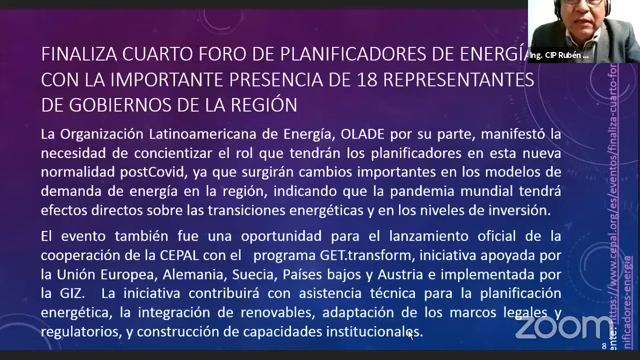 FINALIZA CUARTO FORO DE PLANIFICADORES DE ENERGÍA
CON LA IMPORTANTE PRESENCIA DE 18 REPRESENTANTES
DE GOBIERNOS DE LA REGIÓN
La Organización Latinoamericana de Energía, OLADE por su parte, manifestó la
necesidad de concientizar el rol que tendrán los planificadores en esta nueva
normalidad postCovid, ya que surgirán cambios importantes en los modelos de
demanda de energía en la región, indicando que la pandemia mundial tendrá
efectos directos sobre las transiciones energéticas y en los niveles de inversión.
El evento también fue una oportunidad para el lanzamiento oficial de la
cooperación de la CEPAL con el programa GET.transform, iniciativa apoyada por
la Unión Europea, Alemania, Suecia, Países bajos y Austria e implementada por
la GIZ. La iniciativa contribuirá con asistencia técnica para la planificación
energética, la integración de renovables, adaptación de los marcos legales y
regulatorios, y construcción de capacidades institucionales.
Ing. CIP Rubén ...
ente: https://www.cepal.org/es/eventos/finaliza-cuarto-for
nificadores-energia
zoom
8